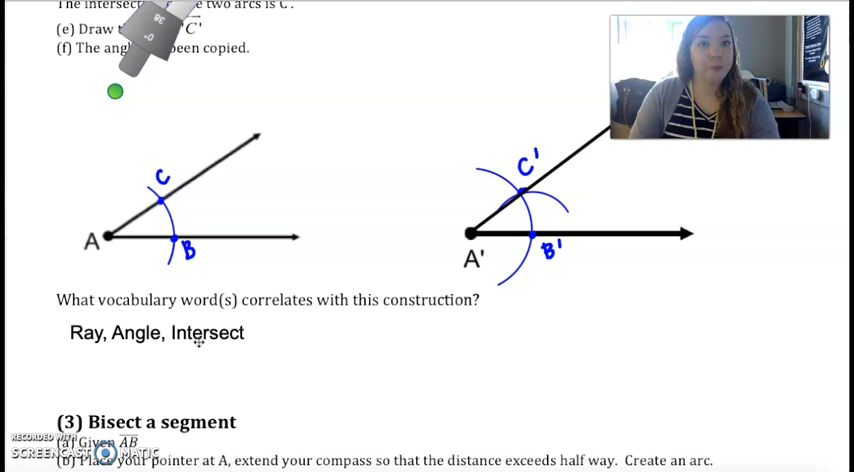 The intersect e two arcs is C'.
(e) Draw 'C'
(f) The ang been copied.
C
A
B
C'
A'
B'
What vocabulary word(s) correlates with this construction?
Ray, Angle, Intersect
(3) Bisect a segment
(a) Given AB
(b) Place your pointer at A, extend your compass so that the distance exceeds half way. Create an arc.
RECORDED WITH
SCREENCAST MATIC